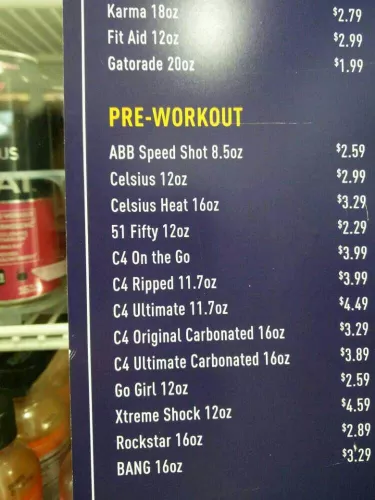 Karma 18oz $2.79
Fit Aid 12oz $2.99
Gatorade 20oz $1.99
PRE-WORKOUT
ABB Speed Shot 8.5oz $2.59
Celsius 12oz $2.99
Celsius Heat 16oz $3.29
51 Fifty 12oz $2.29
C4 On the Go $3.99
C4 Ripped 11.7oz $3.99
C4 Ultimate 11.7oz $4.49
C4 Original Carbonated 16oz $3.29
C4 Ultimate Carbonated 16oz $3.89
Go Girl 12oz $2.59
Xtreme Shock 12oz $4.59
Rockstar 16oz $2.89
BANG 16oz $3.29